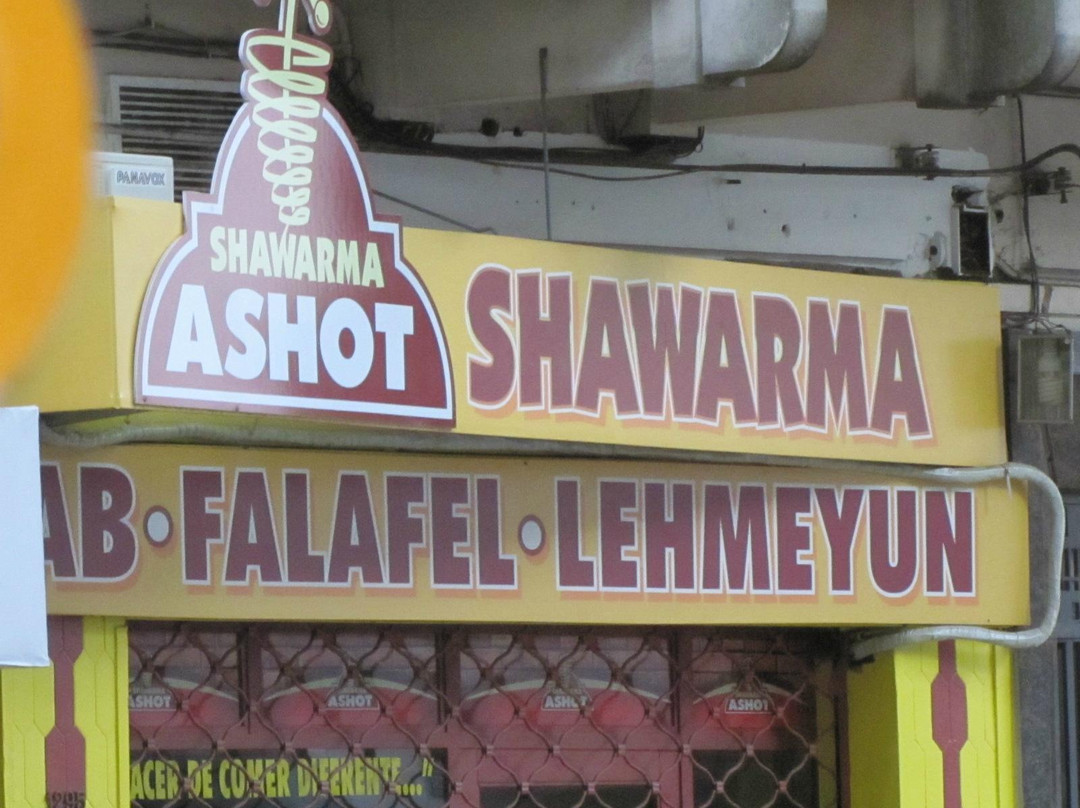 PANAVOX
SHAWARMA
ASHOT
SHAWARMA
AB • FALAFEL • LEHMEYUN
ASHOT
ASHOT
ASHOT
ASHOT
ACER DE COMER DIFERENTE..."